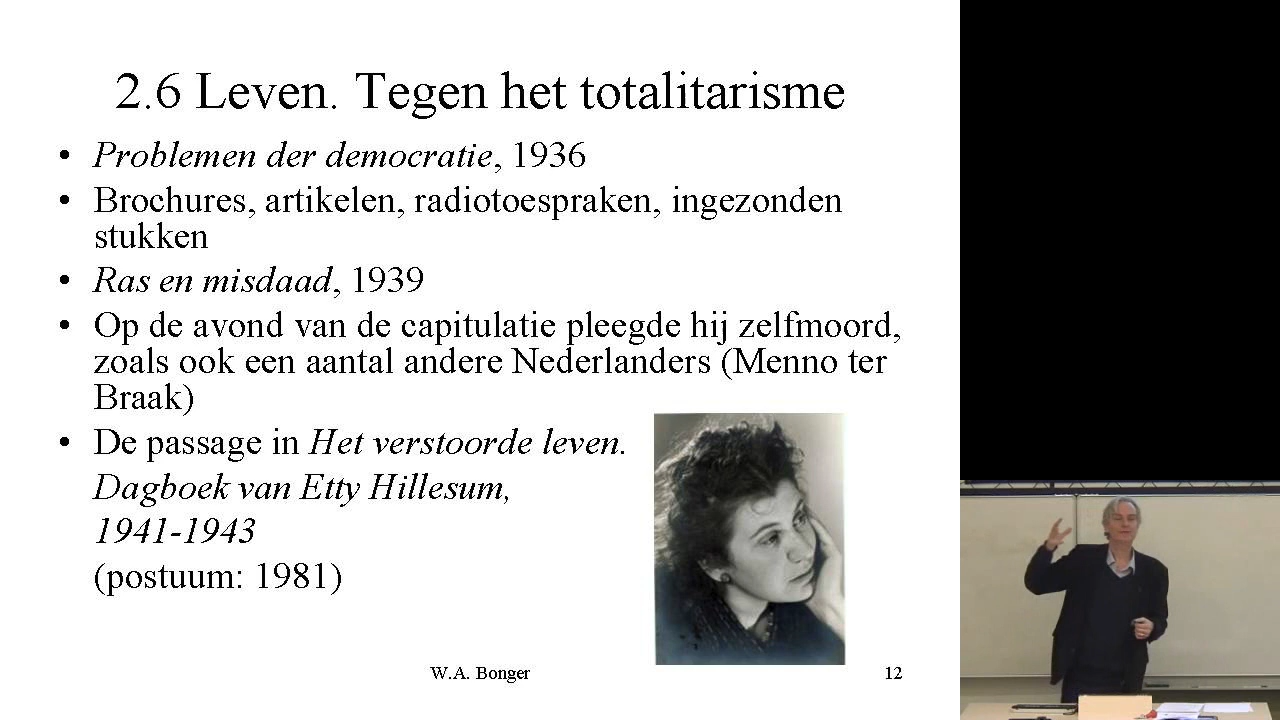 2.6 Leven. Tegen het totalitarisme
• Problemen der democratie, 1936
• Brochures, artikelen, radiotoespraken, ingezonden
stukken
• Ras en misdaad, 1939
• Op de avond van de capitulatie pleegde hij zelfmoord,
zoals ook een aantal andere Nederlanders (Menno ter
Braak)
• De passage in Het verstoorde leven.
Dagboek van Etty Hillesum,
1941-1943
(postuum: 1981)
W.A. Bonger
12